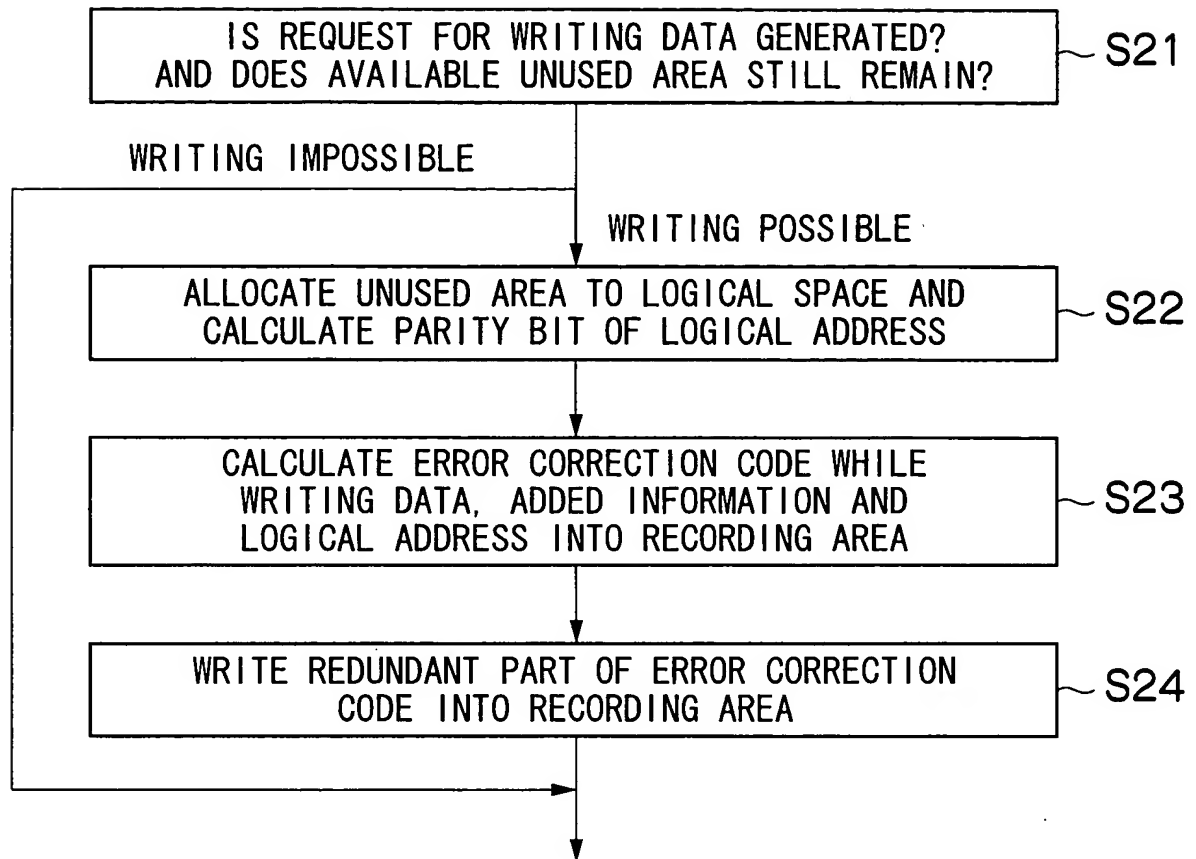 IS REQUEST FOR WRITING DATA GENERATED?
AND DOES AVAILABLE UNUSED AREA STILL REMAIN?
S21
WRITING IMPOSSIBLE
WRITING POSSIBLE
ALLOCATE UNUSED AREA TO LOGICAL SPACE AND
CALCULATE PARITY BIT OF LOGICAL ADDRESS
S22
CALCULATE ERROR CORRECTION CODE WHILE
WRITING DATA, ADDED INFORMATION AND
LOGICAL ADDRESS INTO RECORDING AREA
S23
WRITE REDUNDANT PART OF ERROR CORRECTION
CODE INTO RECORDING AREA
S24